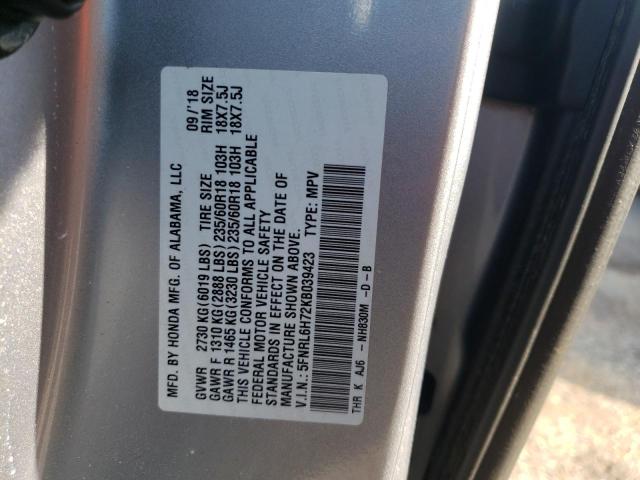 MFD. BY HONDA MFG. OF ALABAMA, LLC 09/'18
GVWR 2730 KG (6019 LBS) TIRE SIZE RIM SIZE
GAWR F 1310 KG (2888 LBS) 235/60R18 103H 18X7.5J
GAWR R 1465 KG (3230 LBS) 235/60R18 103H 18X7.5J
THIS VEHICLE CONFORMS TO ALL APPLICABLE
FEDERAL MOTOR VEHICLE SAFETY
STANDARDS IN EFFECT ON THE DATE OF
MANUFACTURE SHOWN ABOVE.
V.I.N.: 5FNRL6H72KB039423 TYPE: MPV
THR K AJ6 - NH830M -D-B